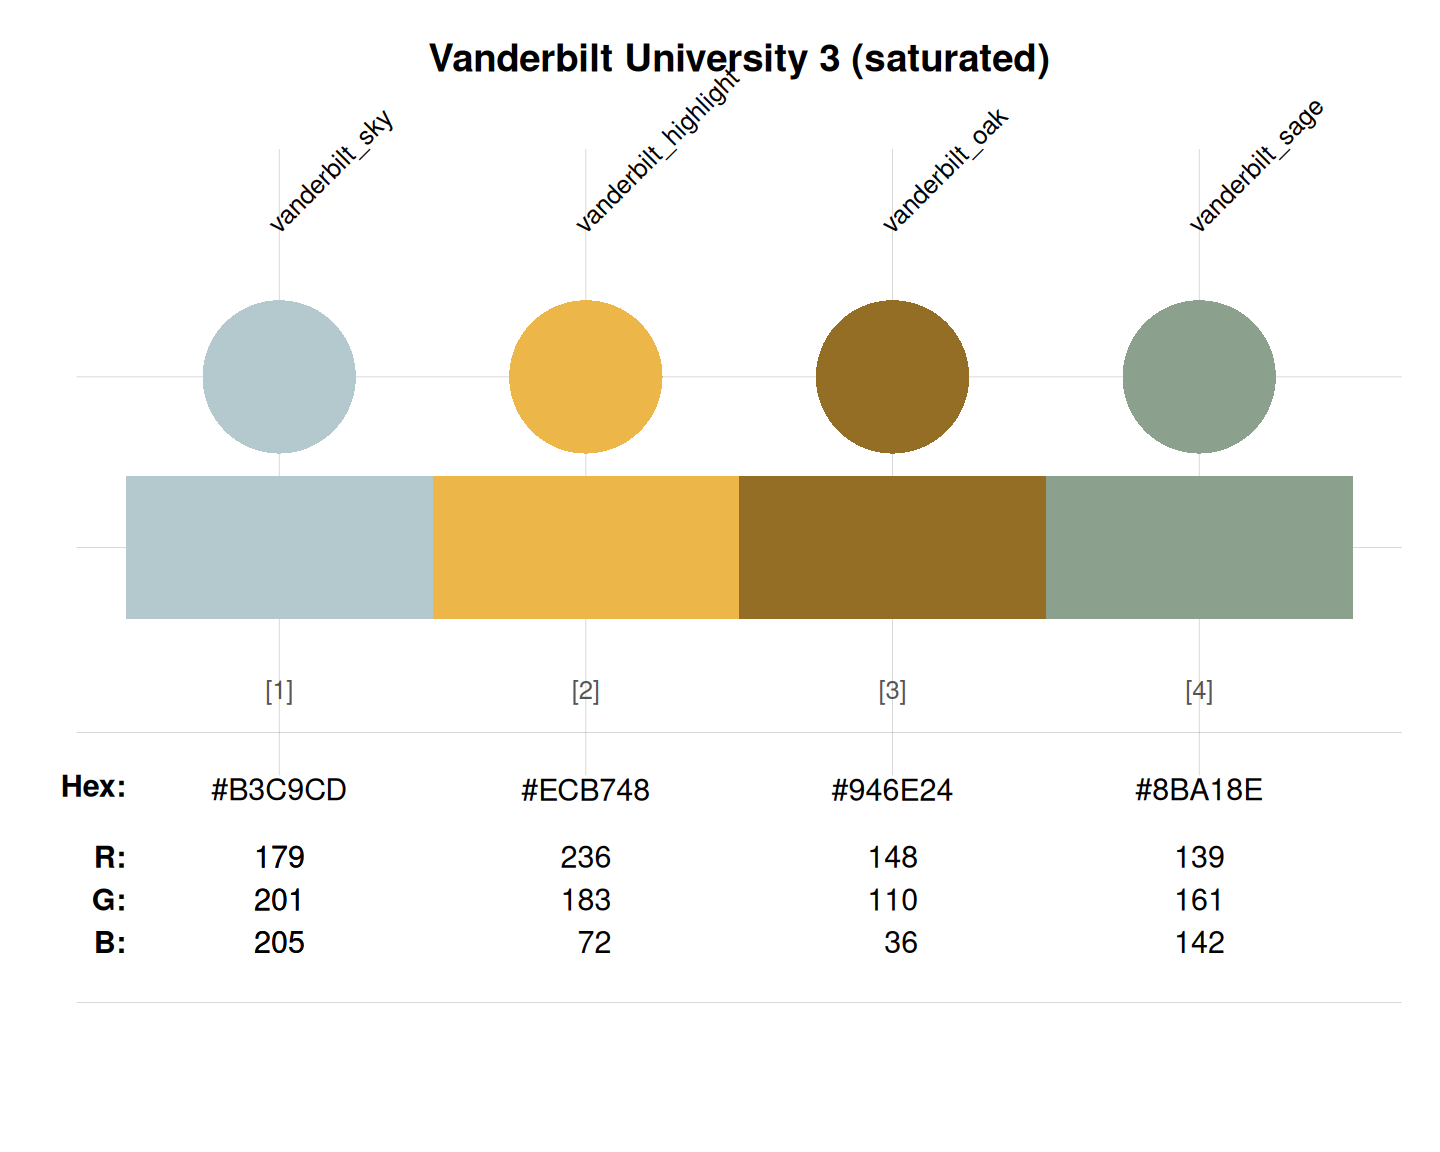 Vanderbilt University 3 (saturated)
vanderbilt_sky
vanderbilt_highlight
vanderbilt_oak
vanderbilt_sage
[1] [2] [3] [4]
Hex: #B3C9CD #ECB748 #946E24 #8BA18E
R: 179 236 148 139
G: 201 183 110 161
B: 205 72 36 142